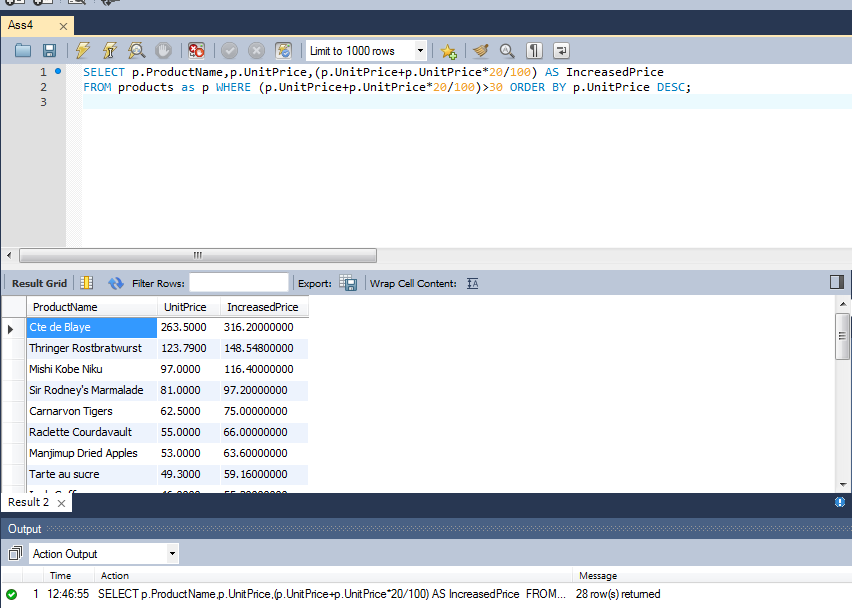 Ass4
Limit to 1000 rows
1 SELECT p.ProductName,p.UnitPrice,(p.UnitPrice+p.UnitPrice*20/100) AS IncreasedPrice
2 FROM products as p WHERE (p.UnitPrice+p.UnitPrice*20/100)>30 ORDER BY p.UnitPrice DESC;
3
Result Grid Filter Rows: Export: Wrap Cell Content:
ProductName UnitPrice IncreasedPrice
Cte de Blaye 263.5000 316.20000000
Thringer Rostbratwurst 123.7900 148.54800000
Mishi Kobe Niku 97.0000 116.40000000
Sir Rodney's Marmalade 81.0000 97.20000000
Carnarvon Tigers 62.5000 75.00000000
Raclette Courdavault 55.0000 66.00000000
Manjimup Dried Apples 53.0000 63.60000000
Tarte au sucre 49.3000 59.16000000
Result 2
Output
Action Output
Time Action Message
1 12:46:55 SELECT p.ProductName,p.UnitPrice,(p.UnitPrice+p.UnitPrice*20/100) AS IncreasedPrice FROM... 28 row(s) returned